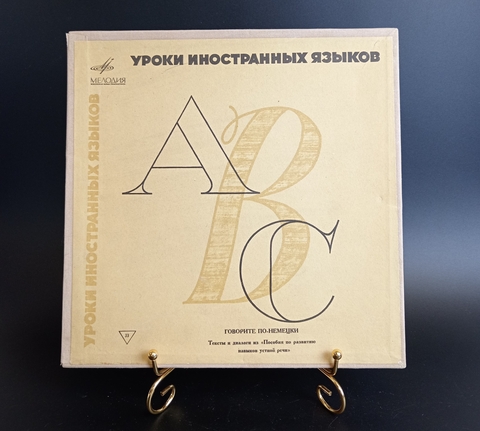 УРОКИ ИНОСТРАННЫХ ЯЗЫКОВ
МЕЛОДИЯ
УРОКИ ИНОСТРАННЫХ ЯЗЫКОВ
A
B
C
ГОВОРИТЕ ПО-НЕМЕЦКИ
Тексты и диалоги из «Пособия по развитию
навыков устной речи»